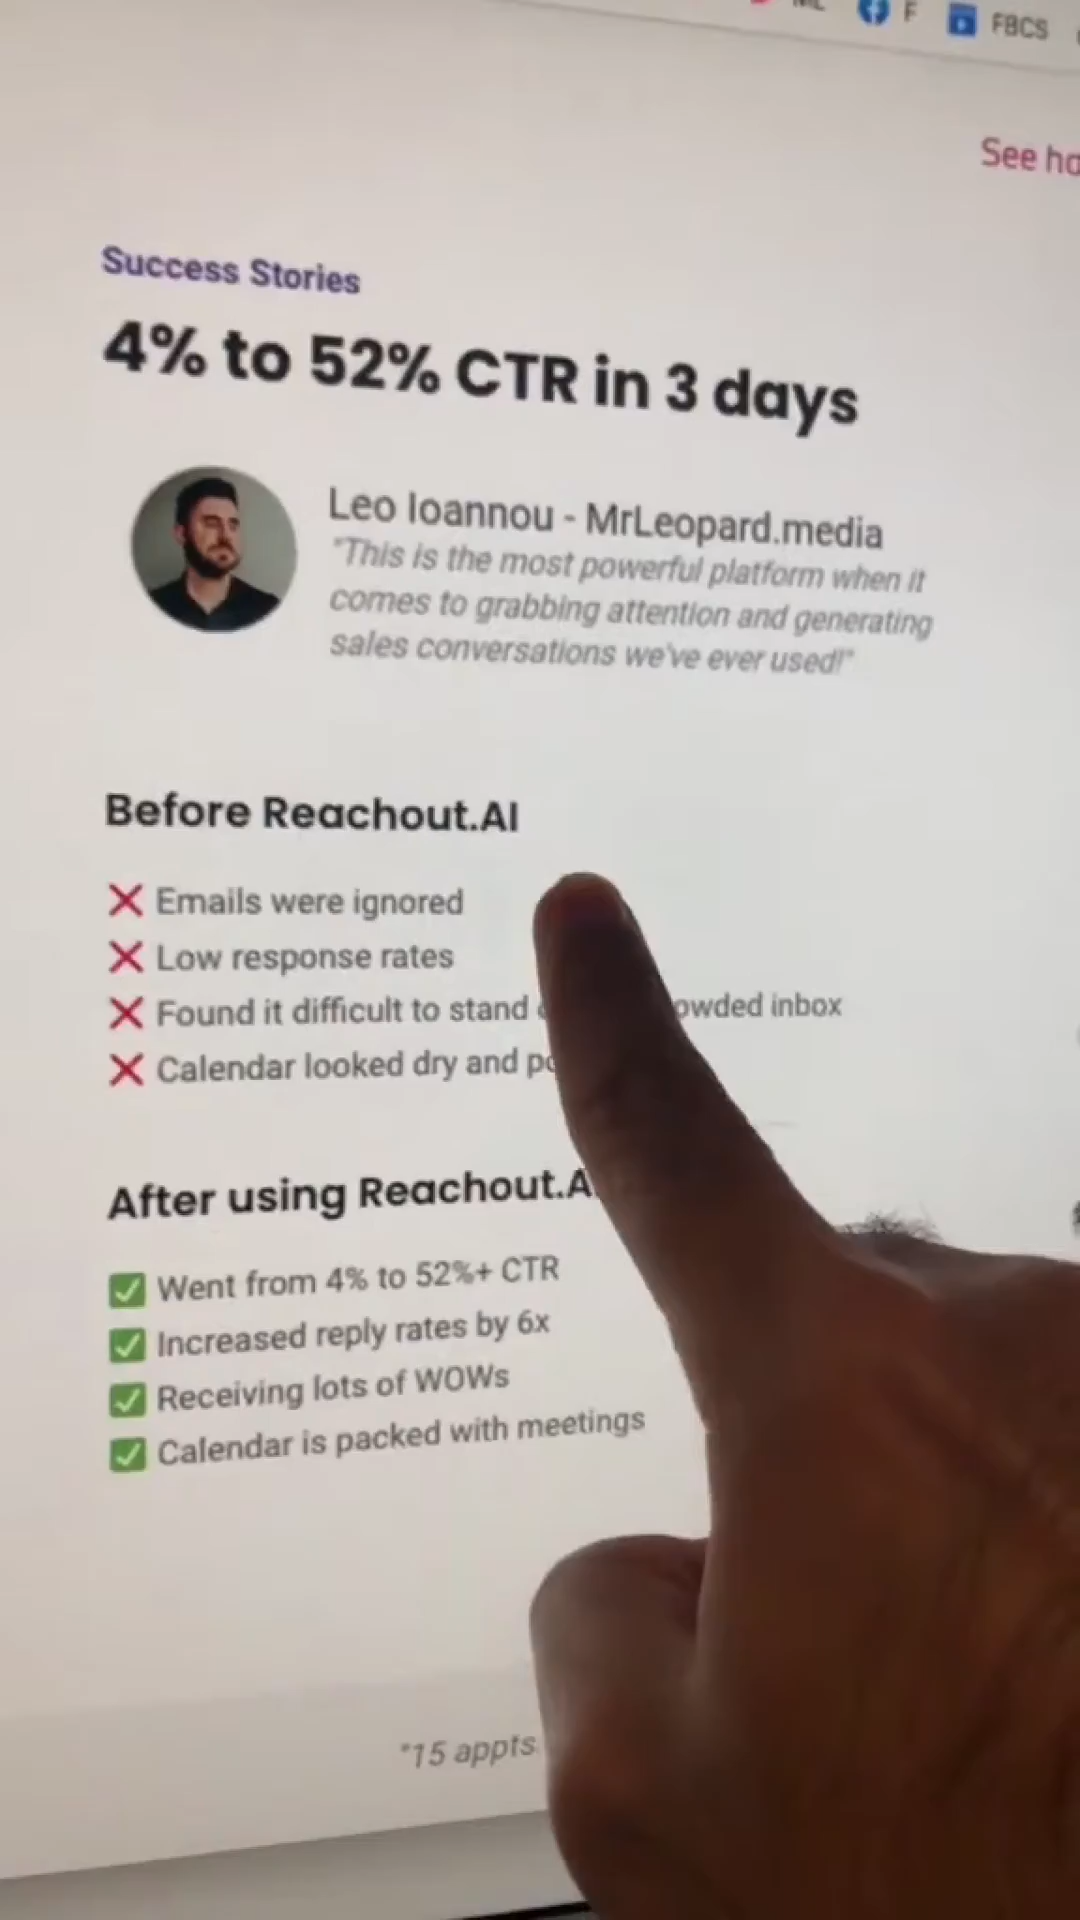 F FBCS
See
Success Stories
4% to 52% CTR in 3 days
Leo Ioannou - MrLeopard.media
"This is the most powerful platform when it
comes to grabbing attention and generating
sales conversations we've ever used!"
Before Reachout.AI
❌ Emails were ignored
❌ Low response rates
❌ Found it difficult to stand inbox
❌ Calendar looked dry and
After using Reachout.A
✅ Went from 4% to 52%+ CTR
✅ Increased reply rates by 6x
✅ Receiving lots of WOWs
✅ Calendar is packed with meetings
"15 appts